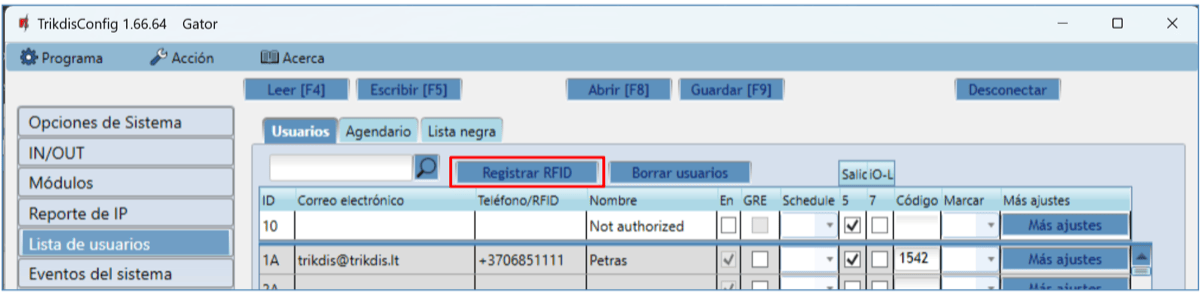 TrikdisConfig 1.66.64 Gator
Programa Acción Acerca
Leer [F4] Escribir [F5] Abrir [F8] Guardar [F9] Desconectar
Opciones de Sistema
IN/OUT
Módulos
Reporte de IP
Lista de usuarios
Eventos del sistema
Usuarios Agendario Lista negra
Registrar RFID Borrar usuarios Salic iO-L
ID Correo electrónico Teléfono/RFID Nombre En GRE Schedule 5 7 Código Marcar Más ajustes
10 Not authorized Más ajustes
1A trikdis@trikdis.lt +3706851111 Petras 1542 Más ajustes
2A Más ajustes